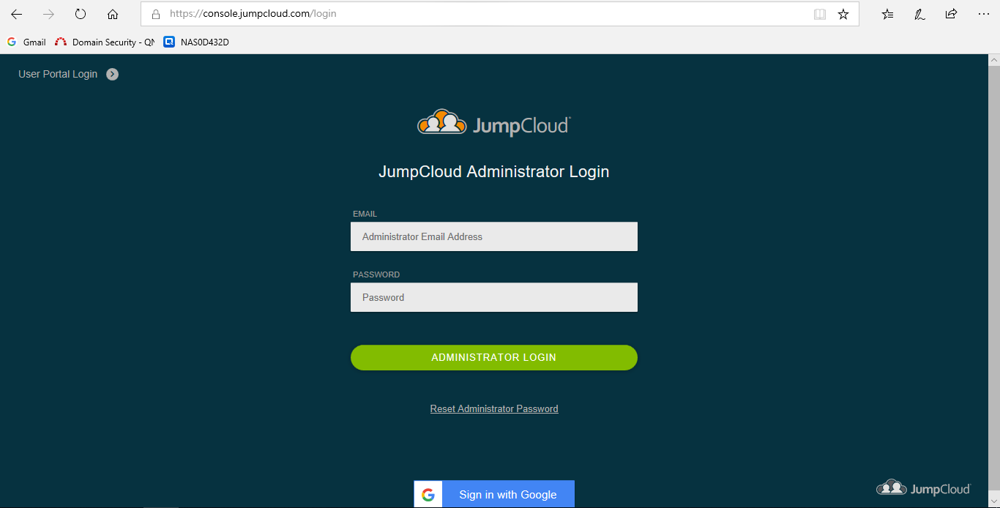 https://console.jumpcloud.com/login
Gmail Domain Security - QN NAS0D432D
User Portal Login
JumpCloud
JumpCloud Administrator Login
EMAIL
Administrator Email Address
PASSWORD
Password
ADMINISTRATOR LOGIN
Reset Administrator Password
Sign in with Google
JumpCloud